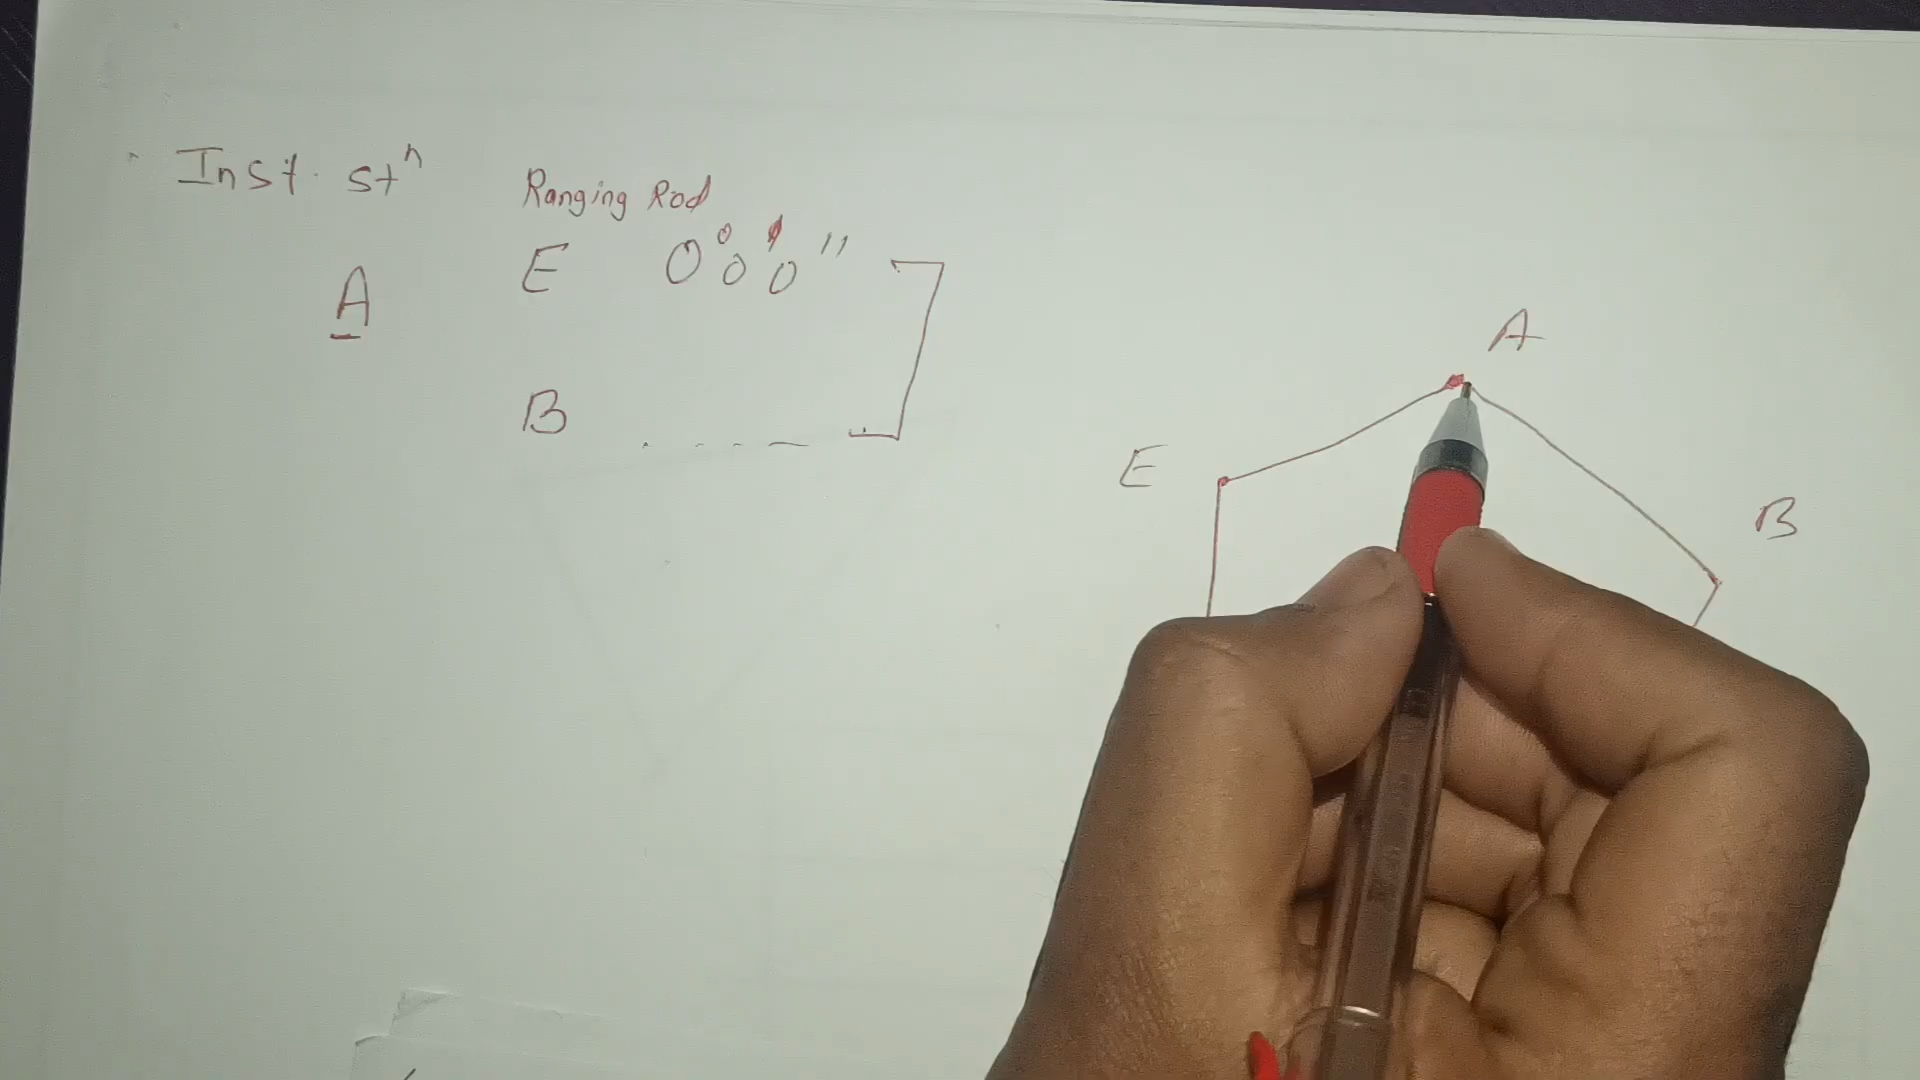 Inst. stⁿ
Ranging Rod
E 0° 0' 0"
A
B
A
E
B